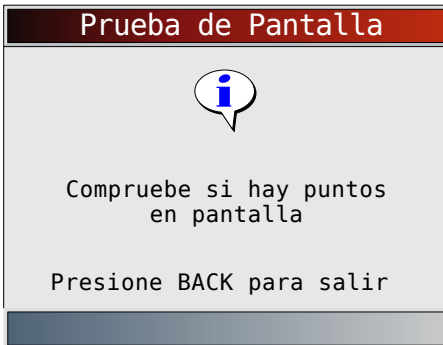 Prueba de Pantalla
i
Compruebe si hay puntos
en pantalla
Presione BACK para salir